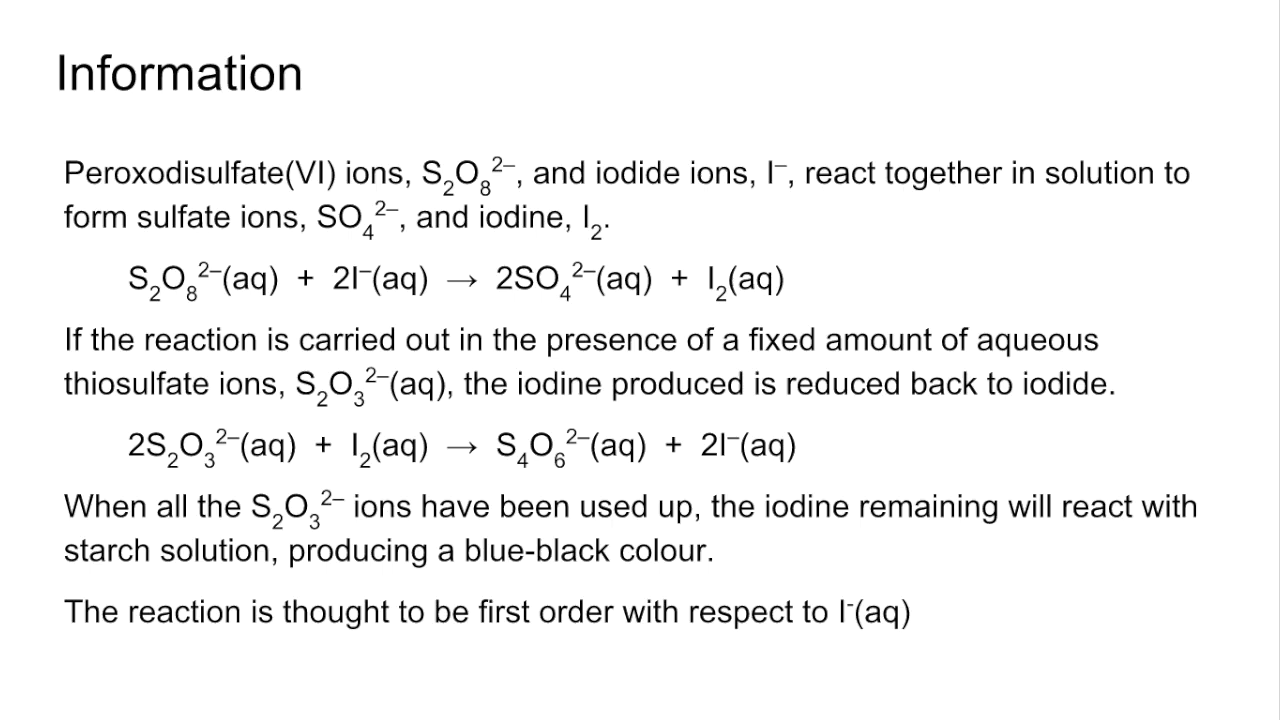 Information
Peroxodisulfate(VI) ions, S₂O₈²⁻, and iodide ions, I⁻, react together in solution to
form sulfate ions, SO₄²⁻, and iodine, I₂.
S₂O₈²⁻(aq) + 2I⁻(aq) → 2SO₄²⁻(aq) + I₂(aq)
If the reaction is carried out in the presence of a fixed amount of aqueous
thiosulfate ions, S₂O₃²⁻(aq), the iodine produced is reduced back to iodide.
2S₂O₃²⁻(aq) + I₂(aq) → S₄O₆²⁻(aq) + 2I⁻(aq)
When all the S₂O₃²⁻ ions have been used up, the iodine remaining will react with
starch solution, producing a blue-black colour.
The reaction is thought to be first order with respect to I⁻(aq)